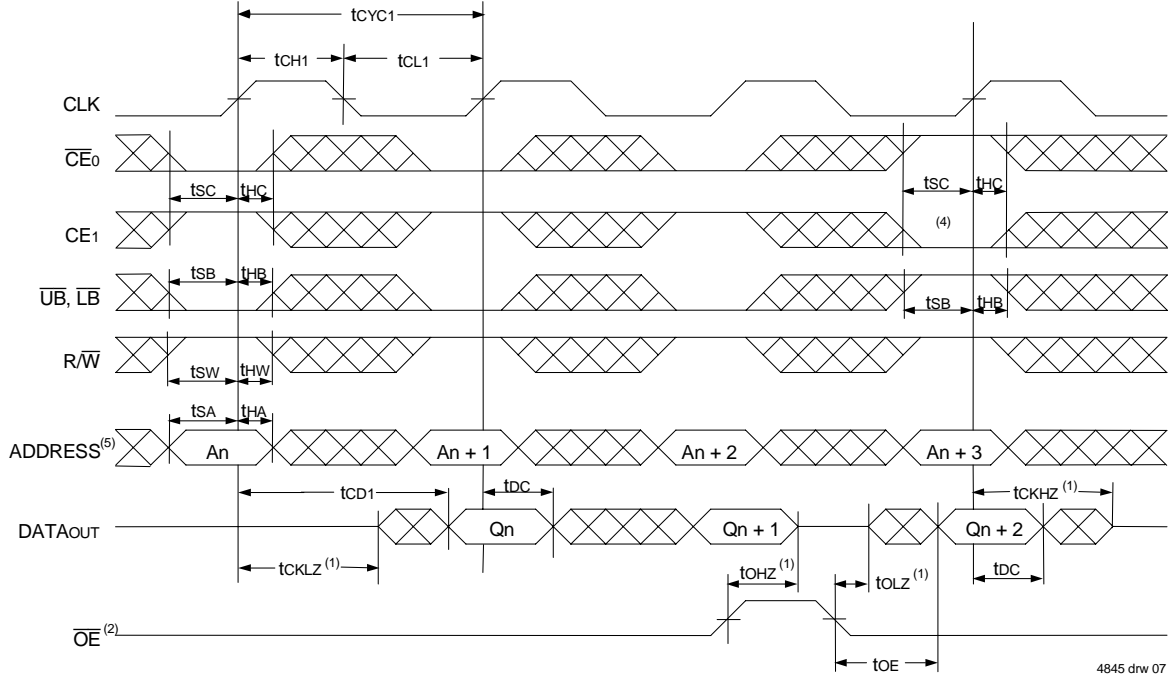 tCYC1
tCH1 tCL1
CLK
CE0
tSC tHC tSC tHC
CE1 (4)
tSB tHB
UB, LB
tSB tHB
R/W
tSW tHW
tSA tHA
ADDRESS(5) An An + 1 An + 2 An + 3
tCD1 tDC tCKHZ (1)
DATAOUT Qn Qn + 1 Qn + 2
tCKLZ (1) tOHZ (1) tOLZ (1) tDC
OE (2)
tOE
4845 drw 07